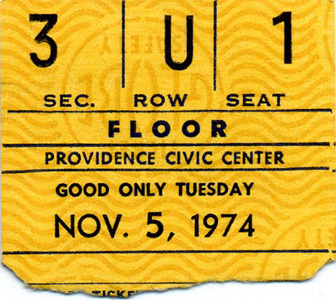 3 U 1
SEC. ROW SEAT
FLOOR
PROVIDENCE CIVIC CENTER
GOOD ONLY TUESDAY
NOV. 5, 1974